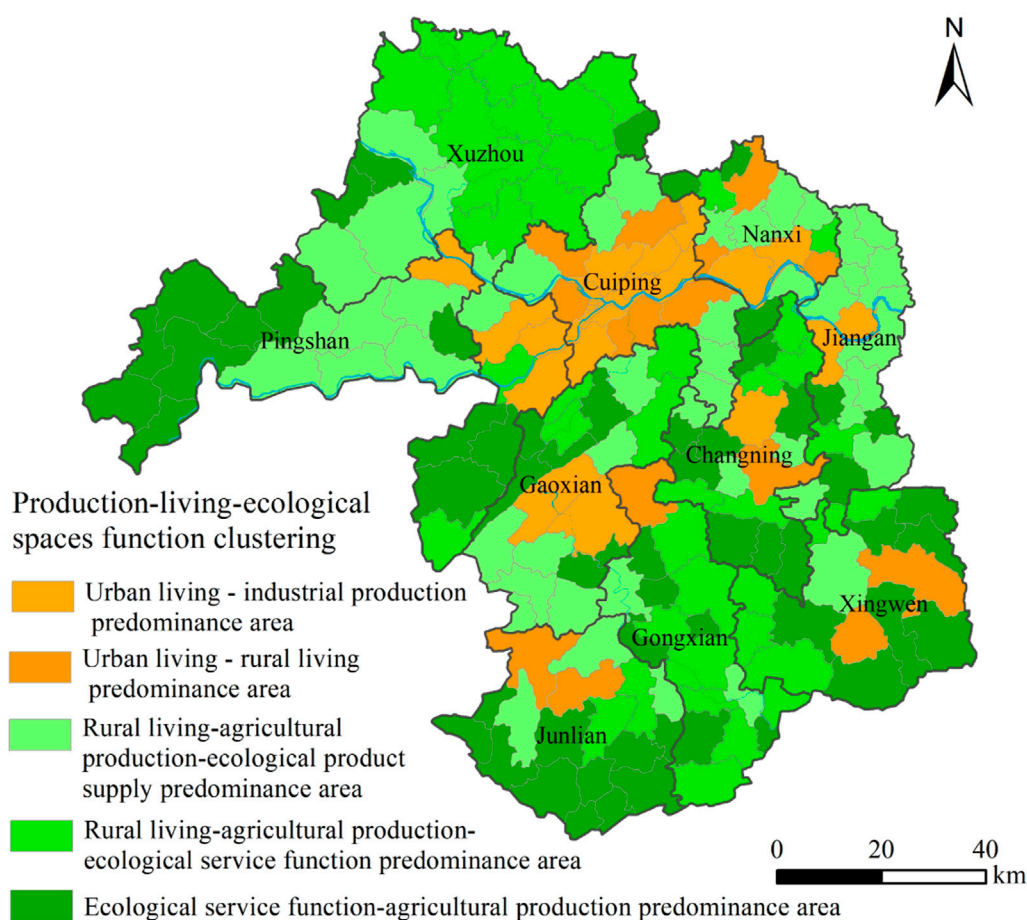 N
Xuzhou
Nanxi
Cuiping
Pingshan
Jiangan
Changning
Gaoxian
Xingwen
Gongxian
Junlian
Production-living-ecological
spaces function clustering
Urban living - industrial production
predominance area
Urban living - rural living
predominance area
Rural living-agricultural
production-ecological product
supply predominance area
Rural living-agricultural production-
ecological service function predominance area
Ecological service function-agricultural production predominance area
0 20 40
km